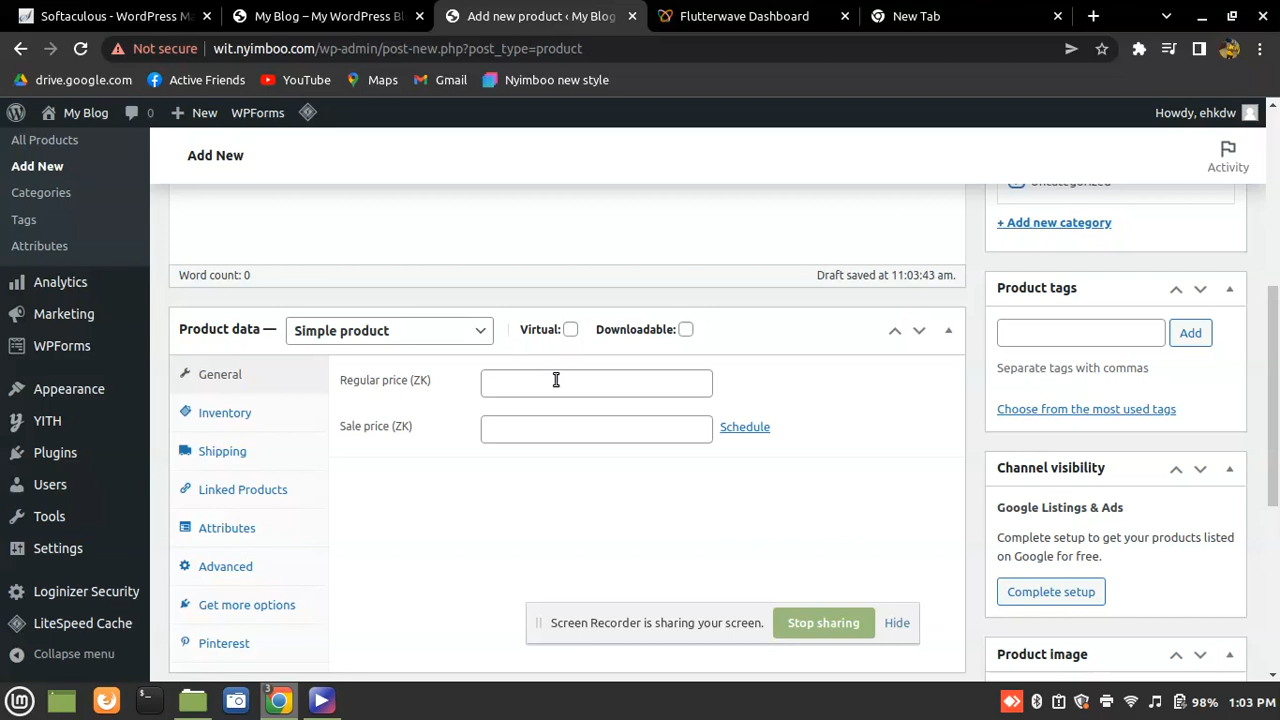 Softaculous - WordPress Ma
My Blog – My WordPress Bl
Add new product ‹ My Blog
Flutterwave Dashboard
New Tab
Not secure
wit.nyimboo.com/wp-admin/post-new.php?post_type=product
drive.google.com
Active Friends
YouTube
Maps
Gmail
Nyimboo new style
My Blog
0
New
WPForms
Howdy, ehkdw
All Products
Add New
Categories
Tags
Attributes
Analytics
Marketing
WPForms
Appearance
YITH
Plugins
Users
Tools
Settings
Loginizer Security
LiteSpeed Cache
Collapse menu
Add New
Activity
Word count: 0
Draft saved at 11:03:43 am.
Product data —
Simple product
Virtual:
Downloadable:
General
Inventory
Shipping
Linked Products
Attributes
Advanced
Get more options
Pinterest
Regular price (ZK)
Sale price (ZK)
Schedule
Uncategorized
+ Add new category
Product tags
Add
Separate tags with commas
Choose from the most used tags
Channel visibility
Google Listings & Ads
Complete setup to get your products listed
on Google for free.
Complete setup
Product image
Screen Recorder is sharing your screen.
Stop sharing
Hide
3
98%
1:03 PM